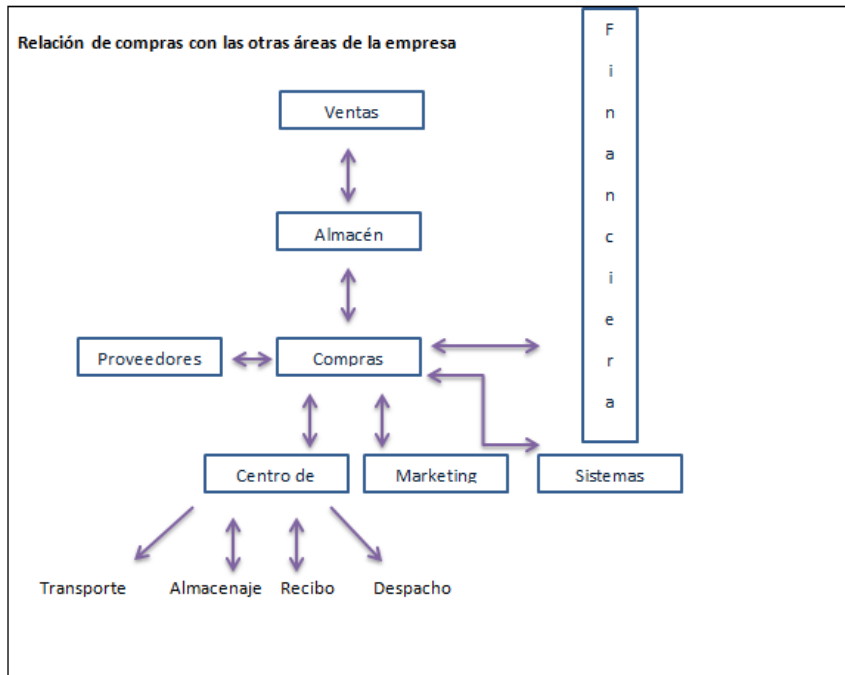 Relación de compras con las otras áreas de la empresa
Financiera
Ventas
Almacén
Proveedores
Compras
Centro de
Marketing
Sistemas
Transporte
Almacenaje
Recibo
Despacho